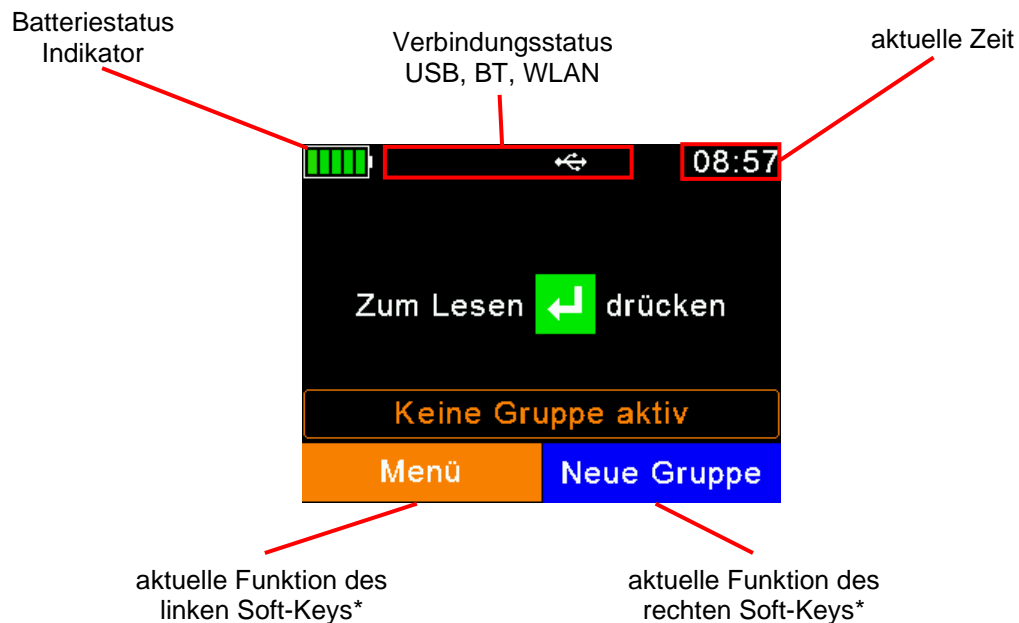 Batteriestatus
Indikator
Verbindungsstatus
USB, BT, WLAN
aktuelle Zeit
08:57
Zum Lesen drücken
Keine Gruppe aktiv
Menü
Neue Gruppe
aktuelle Funktion des
linken Soft-Keys*
aktuelle Funktion des
rechten Soft-Keys*